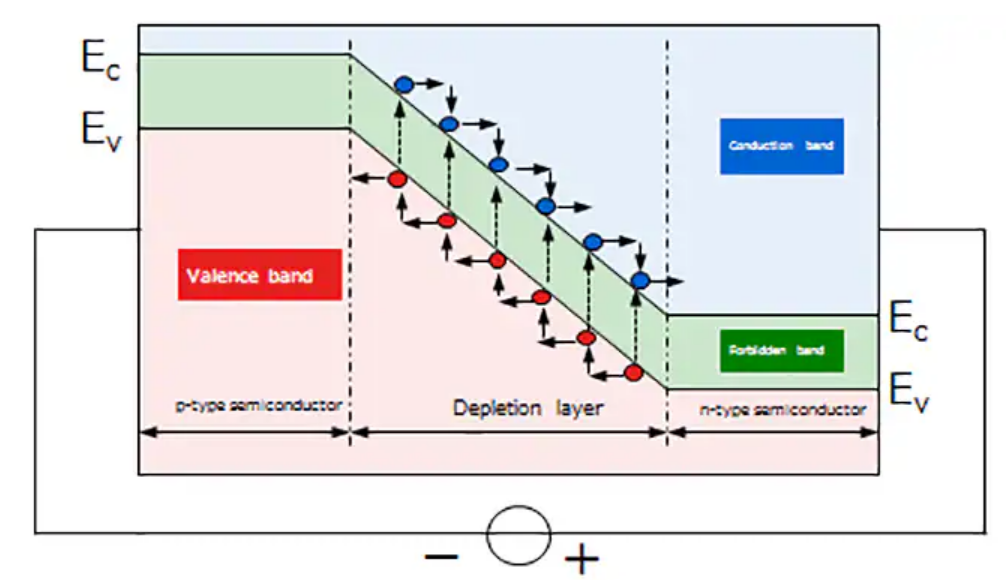 Ec
Ev
Conduction band
Valence band
Ec
Forbidden band
Ev
p-type semiconductor
Depletion layer
n-type semiconductor
− +